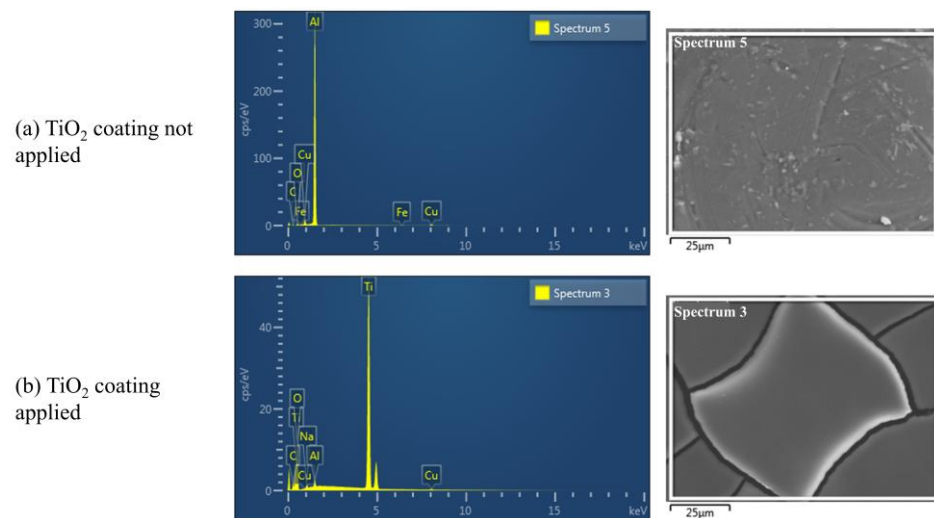 (a) TiO₂ coating not
applied
cps/eV
300
200
100
0
Al
Cu
O
C
Fe
Fe
Cu
Spectrum 5
0
5
10
15
keV
Spectrum 5
25µm
(b) TiO₂ coating
applied
cps/eV
40
20
0
Ti
O
Ti
Na
C
Al
Cu
Cu
Spectrum 3
0
5
10
15
keV
Spectrum 3
25µm